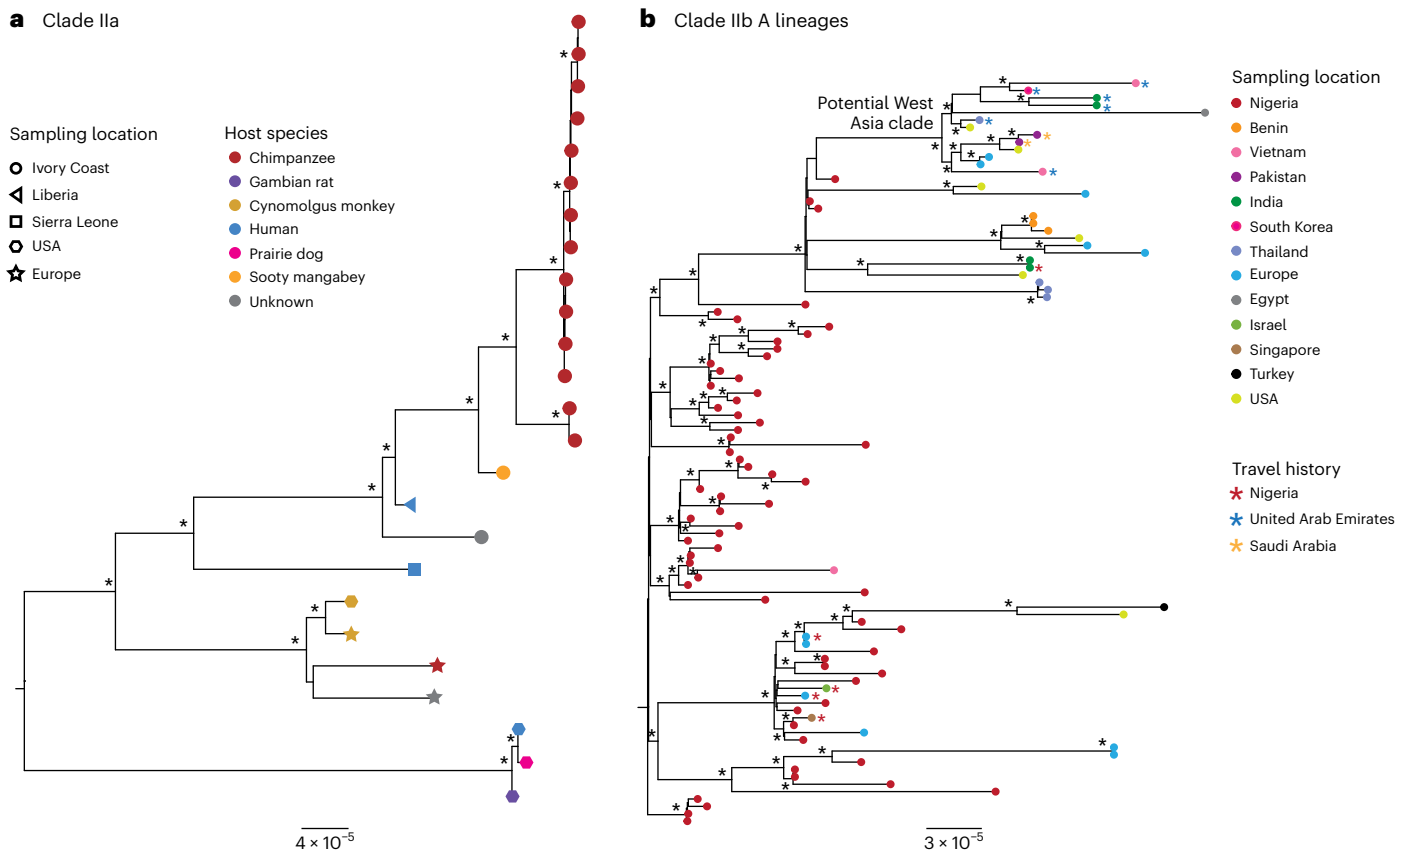 a Clade IIa
Sampling location
Ivory Coast
Liberia
Sierra Leone
USA
Europe
Host species
Chimpanzee
Gambian rat
Cynomolgus monkey
Human
Prairie dog
Sooty mangabey
Unknown
4 × 10⁻⁵
b Clade IIb A lineages
Potential West
Asia clade
Sampling location
Nigeria
Benin
Vietnam
Pakistan
India
South Korea
Thailand
Europe
Egypt
Israel
Singapore
Turkey
USA
Travel history
Nigeria
United Arab Emirates
Saudi Arabia
3 × 10⁻⁵